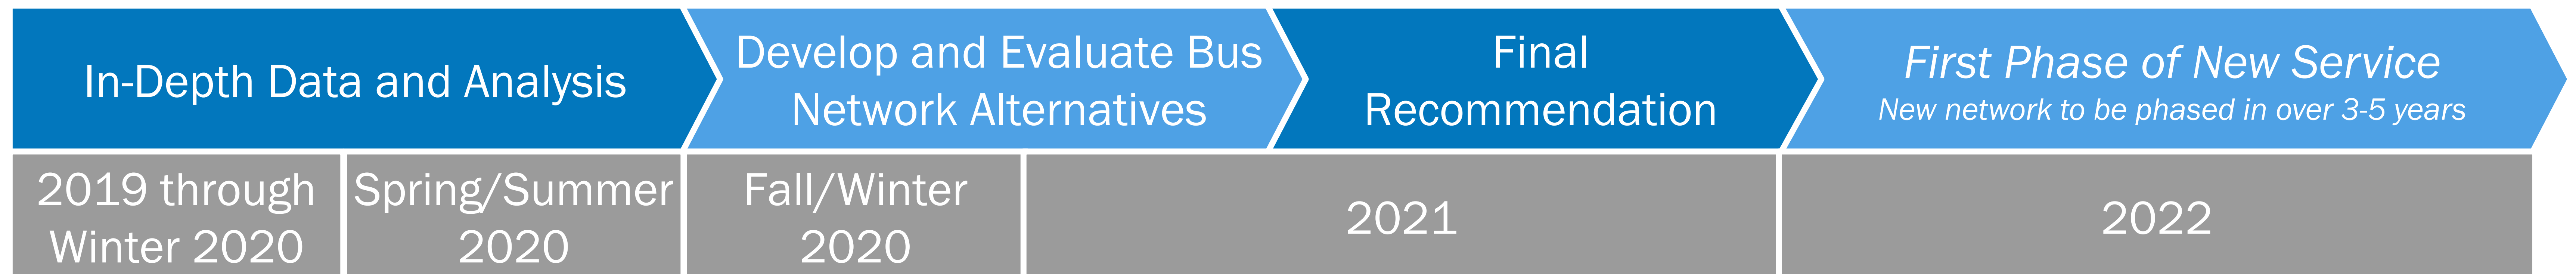 In-Depth Data and Analysis
Develop and Evaluate Bus
Network Alternatives
Final
Recommendation
First Phase of New Service
New network to be phased in over 3-5 years
2019 through
Winter 2020
Spring/Summer
2020
Fall/Winter
2020
2021
2022